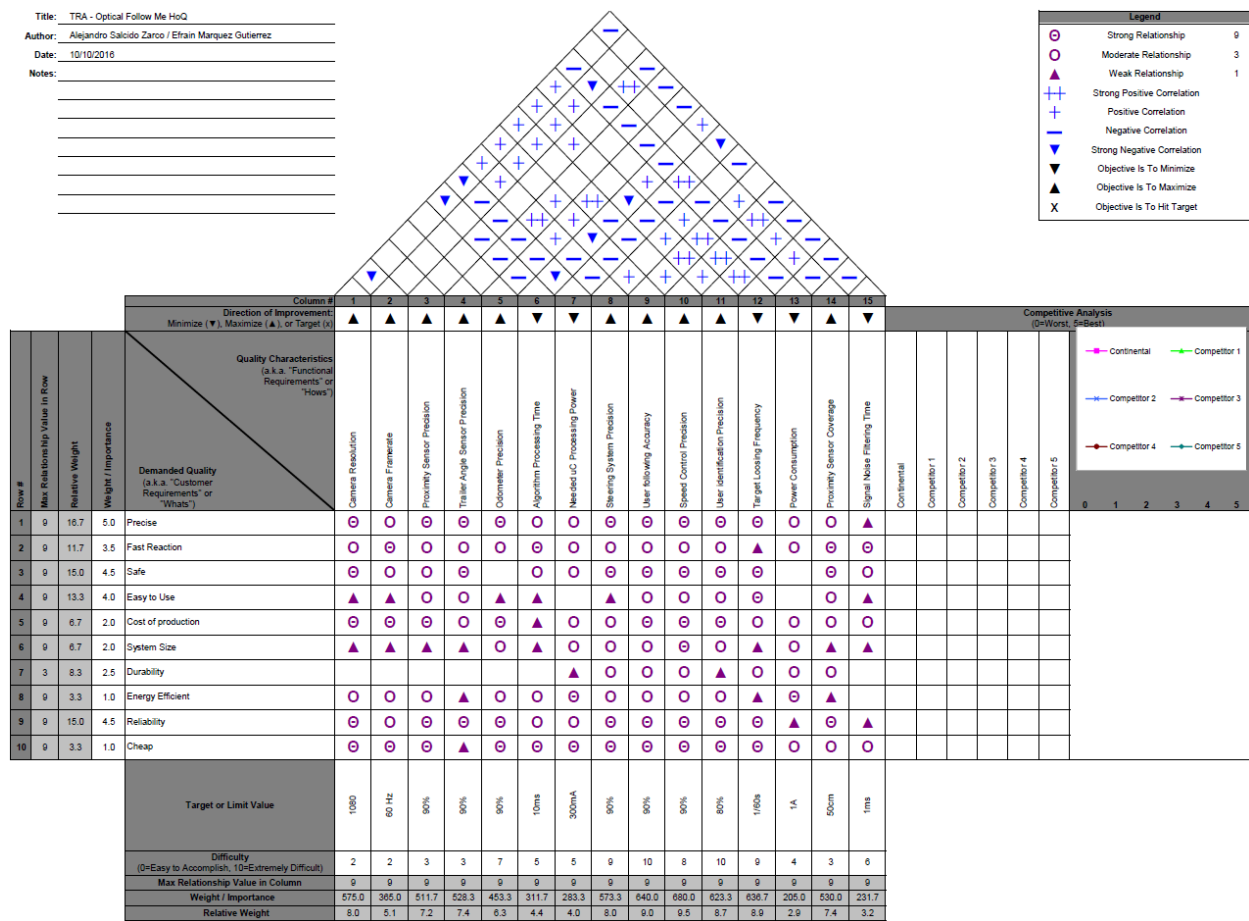 Title: TRA - Optical Follow Me HoQ
Author: Alejandro Salcido Zarco / Efrain Marquez Gutierrez
Date: 10/10/2016
Notes:
Legend
Θ Strong Relationship 9
Ο Moderate Relationship 3
▲ Weak Relationship 1
++ Strong Positive Correlation
+ Positive Correlation
− Negative Correlation
▼ Strong Negative Correlation
▼ Objective Is To Minimize
▲ Objective Is To Maximize
X Objective Is To Hit Target
Column # 1 2 3 4 5 6 7 8 9 10 11 12 13 14 15
Direction of Improvement:
Minimize (▼), Maximize (▲), or Target (x) ▲ ▲ ▲ ▲ ▲ ▼ ▼ ▲ ▲ ▲ ▲ ▼ ▼ ▲ ▼
Competitive Analysis
(0=Worst, 5=Best)
Row #
Max Relationship Value in Row
Relative Weight
Weight / Importance
Quality Characteristics
(a.k.a. "Functional
Requirements" or
"Hows")
Demanded Quality
(a.k.a. "Customer
Requirements" or
"Whats")
Camera Resolution
Camera Framerate
Proximity Sensor Precision
Trailer Angle Sensor Precision
Odometer Precision
Algorithm Processing Time
Needed uC Processing Power
Steering System Precision
User following Accuracy
Speed Control Precision
User identification Precision
Target Loosing Frequency
Power Consumption
Proximity Sensor Coverage
Signal Noise Filtering Time
Continental
Competitor 1
Competitor 2
Competitor 3
Competitor 4
Competitor 5
Continental Competitor 1
Competitor 2 Competitor 3
Competitor 4 Competitor 5
0 1 2 3 4 5
1 9 16.7 5.0 Precise Θ Ο Θ Θ Θ Ο Ο Θ Θ Θ Θ Θ Ο Ο ▲
2 9 11.7 3.5 Fast Reaction Ο Θ Ο Ο Ο Θ Ο Ο Ο Ο Ο ▲ Ο Θ Θ
3 9 15.0 4.5 Safe Θ Ο Ο Θ Ο Ο Θ Θ Θ Θ Θ Θ Ο
4 9 13.3 4.0 Easy to Use ▲ ▲ Ο Ο ▲ ▲ ▲ Ο Ο Ο Θ Ο ▲
5 9 6.7 2.0 Cost of production Θ Θ Θ Ο Θ ▲ Ο Ο Ο Θ Ο Ο Ο Ο Ο
6 9 6.7 2.0 System Size ▲ ▲ ▲ ▲ Ο ▲ Ο Ο Ο Θ Ο ▲ Ο ▲ ▲
7 3 8.3 2.5 Durability ▲ Ο Ο Ο ▲ Ο Ο Ο
8 9 3.3 1.0 Energy Efficient Ο Ο Ο ▲ Ο Ο Θ Ο Ο Ο Ο ▲ Θ ▲
9 9 15.0 4.5 Reliability Θ Ο Θ Θ Θ Ο Ο Θ Θ Θ Θ Θ ▲ Θ ▲
10 9 3.3 1.0 Cheap Θ Θ Θ ▲ Θ Θ Θ Θ Θ Θ Θ Θ Ο Ο Ο
Target or Limit Value 1080 60 Hz 90% 90% 90% 10ms 300mA 90% 90% 90% 80% 1/60s 1A 50cm 1ms
Difficulty
(0=Easy to Accomplish, 10=Extremely Difficult) 2 2 3 3 7 5 5 9 10 8 10 9 4 3 6
Max Relationship Value in Column 9 9 9 9 9 9 9 9 9 9 9 9 9 9 9
Weight / Importance 575.0 365.0 511.7 528.3 453.3 311.7 283.3 573.3 640.0 680.0 623.3 636.7 205.0 530.0 231.7
Relative Weight 8.0 5.1 7.2 7.4 6.3 4.4 4.0 8.0 9.0 9.5 8.7 8.9 2.9 7.4 3.2